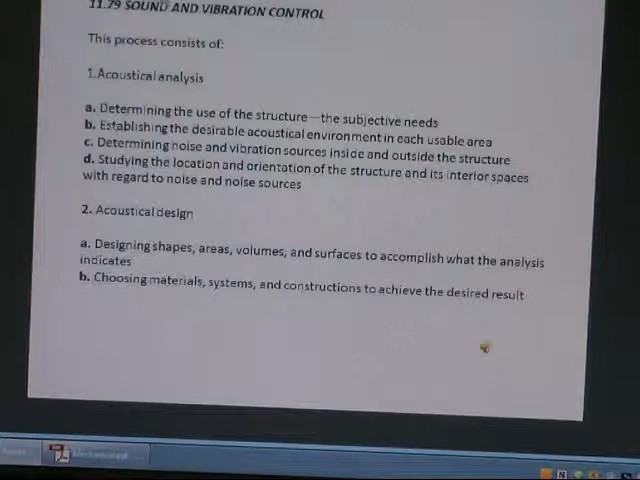 11.79 SOUND AND VIBRATION CONTROL
This process consists of:
1.Acoustical analysis
a. Determining the use of the structure—the subjective needs
b. Establishing the desirable acoustical environment in each usable area
c. Determining noise and vibration sources inside and outside the structure
d. Studying the location and orientation of the structure and its interior spaces
with regard to noise and noise sources
2. Acoustical design
a. Designing shapes, areas, volumes, and surfaces to accomplish what the analysis
indicates
b. Choosing materials, systems, and constructions to achieve the desired result